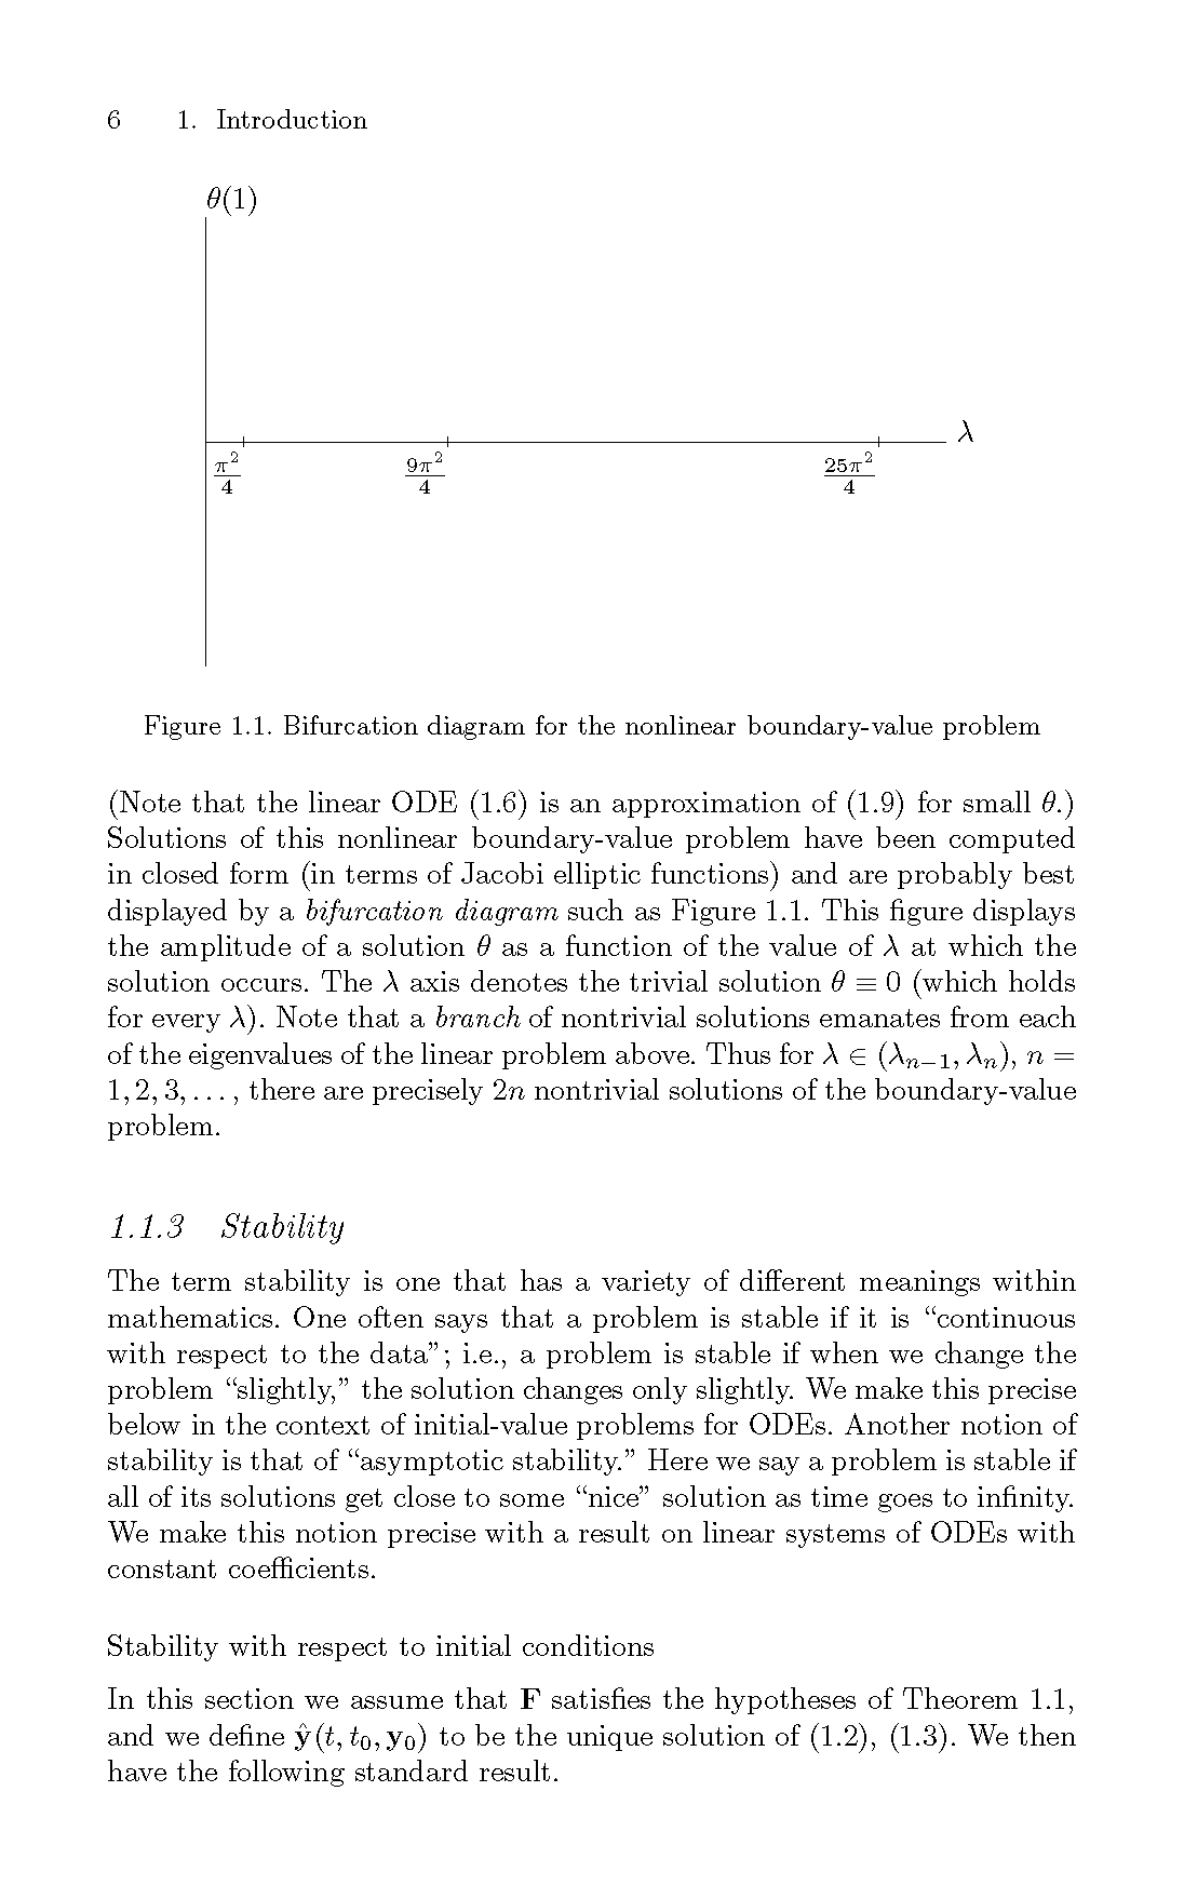 6 1. Introduction
θ(1)
λ
π²/4 9π²/4 25π²/4
Figure 1.1. Bifurcation diagram for the nonlinear boundary-value problem
(Note that the linear ODE (1.6) is an approximation of (1.9) for small θ.)
Solutions of this nonlinear boundary-value problem have been computed
in closed form (in terms of Jacobi elliptic functions) and are probably best
displayed by a bifurcation diagram such as Figure 1.1. This figure displays
the amplitude of a solution θ as a function of the value of λ at which the
solution occurs. The λ axis denotes the trivial solution θ ≡ 0 (which holds
for every λ). Note that a branch of nontrivial solutions emanates from each
of the eigenvalues of the linear problem above. Thus for λ ∈ (λₙ₋₁, λₙ), n =
1, 2, 3, . . . , there are precisely 2n nontrivial solutions of the boundary-value
problem.
1.1.3 Stability
The term stability is one that has a variety of different meanings within
mathematics. One often says that a problem is stable if it is “continuous
with respect to the data”; i.e., a problem is stable if when we change the
problem “slightly,” the solution changes only slightly. We make this precise
below in the context of initial-value problems for ODEs. Another notion of
stability is that of “asymptotic stability.” Here we say a problem is stable if
all of its solutions get close to some “nice” solution as time goes to infinity.
We make this notion precise with a result on linear systems of ODEs with
constant coefficients.
Stability with respect to initial conditions
In this section we assume that F satisfies the hypotheses of Theorem 1.1,
and we define ŷ(t, t₀, y₀) to be the unique solution of (1.2), (1.3). We then
have the following standard result.